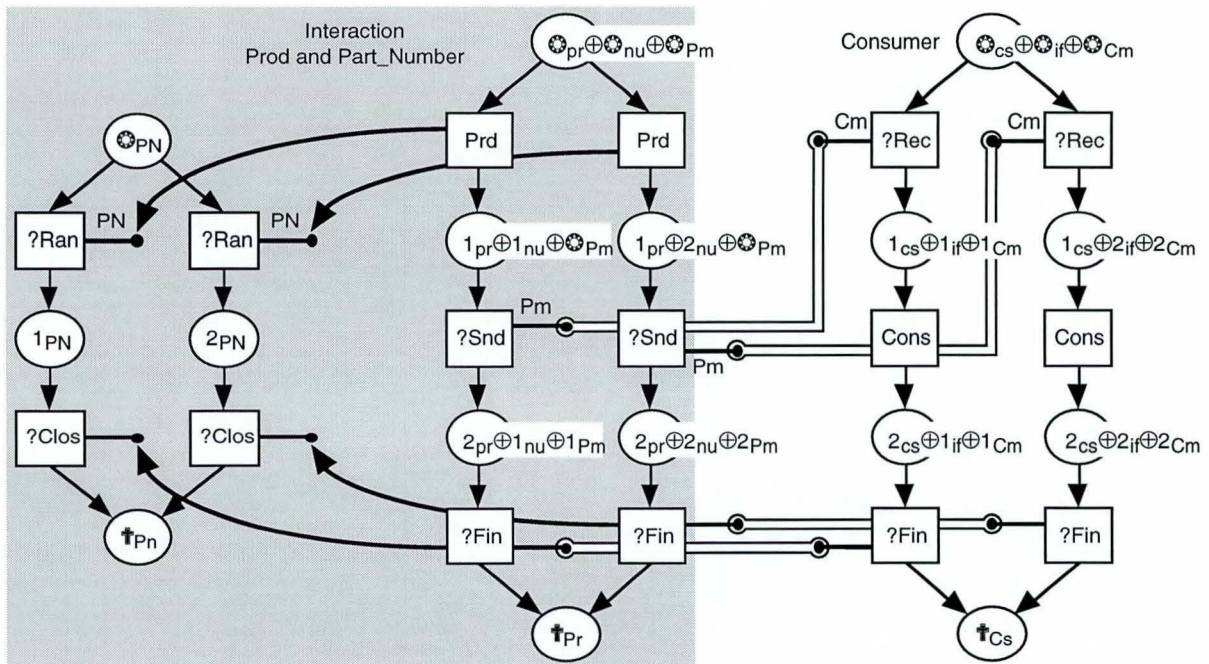 Interaction
Prod and Part_Number
❂pr⊕❂nu⊕❂Pm
Consumer
❂cs⊕❂if⊕❂Cm
❂PN
Prd
Prd
Cm
?Rec
Cm
?Rec
?Ran
PN
?Ran
PN
1pr⊕1nu⊕❂Pm
1pr⊕2nu⊕❂Pm
1cs⊕1if⊕1Cm
1cs⊕2if⊕2Cm
1PN
2PN
?Snd
Pm
?Snd
Pm
Cons
Cons
?Clos
?Clos
2pr⊕1nu⊕1Pm
2pr⊕2nu⊕2Pm
2cs⊕1if⊕1Cm
2cs⊕2if⊕2Cm
✝Pn
?Fin
?Fin
?Fin
?Fin
✝Pr
✝Cs